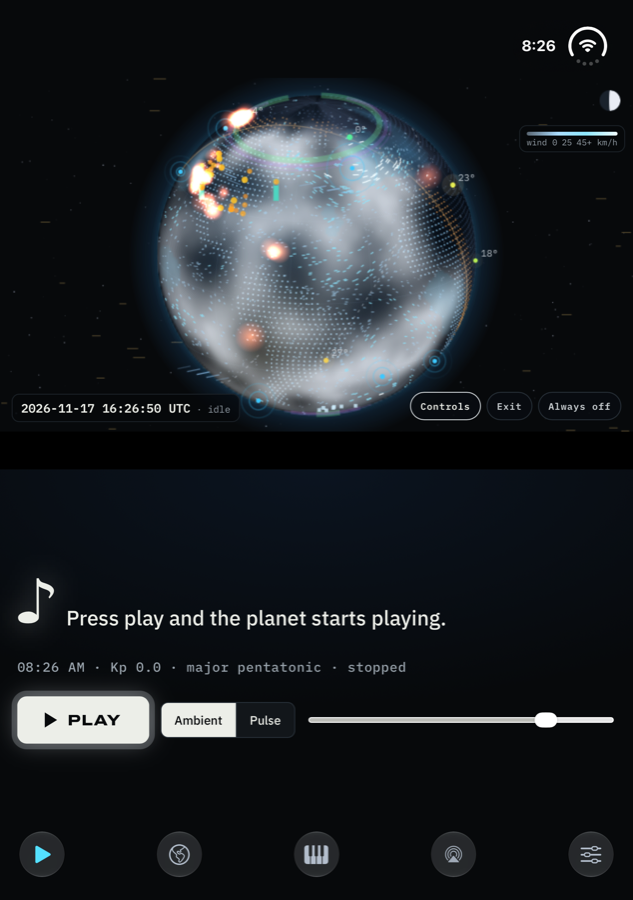 8:26
wind 0 25 45+ km/h
23°
18°
2026-11-17 16:26:50 UTC · idle
Controls
Exit
Always off
Press play and the planet starts playing.
08:26 AM · Kp 0.0 · major pentatonic · stopped
PLAY
Ambient
Pulse